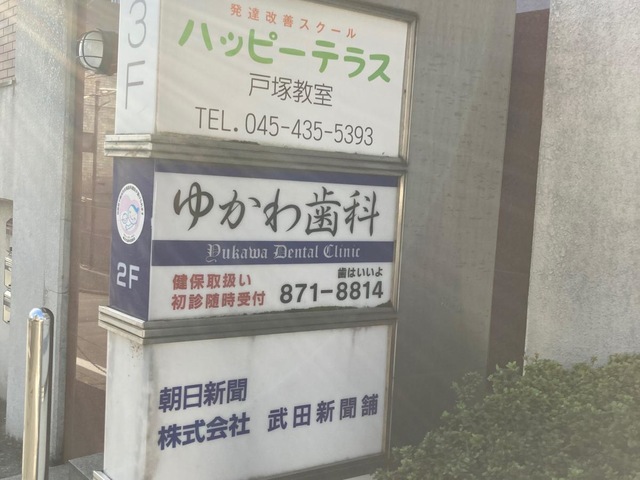 3F
発達改善スクール
ハッピーテラス
戸塚教室
TEL. 045-435-5393
ゆかわ歯科
Yukawa Dental Clinic
2F
健保取扱い
初診随時受付
歯はいいよ
871-8814
朝日新聞
株式会社 武田新聞舗